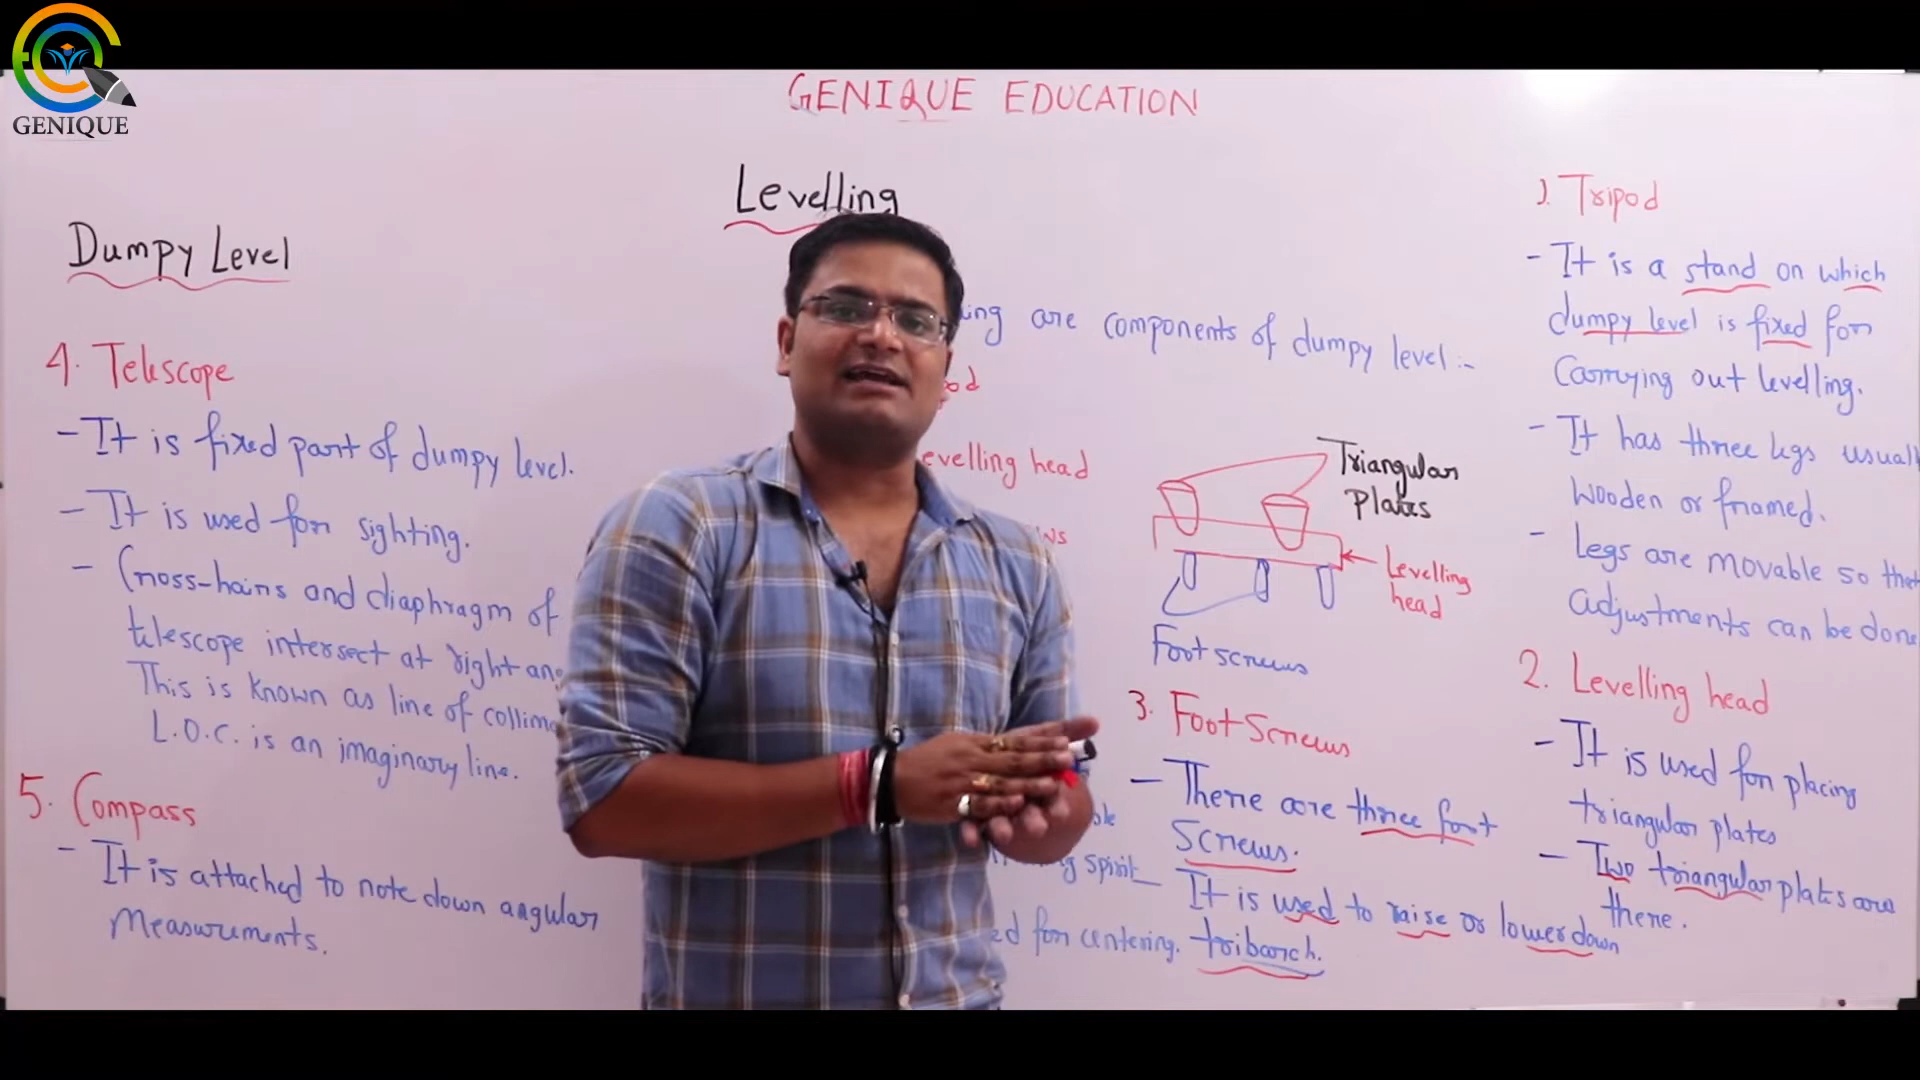 GENIQUE
GENIQUE EDUCATION
Levelling
Dumpy Level
4. Telescope
- It is fixed part of dumpy level.
- It is used for sighting.
- Cross-hairs and diaphragm of
telescope intersect at right
This is known as line of
L.O.C. is an imaginary line.
5. Compass
- It is attached to note down angular
Measurements.
are components of dumpy level :-
levelling head
Triangular
Plates
Levelling
head
Foot screws
3. Foot Screws
- There are three foot
Screws.
- It is used to raise or lower down
tribarch.
spirit
for centering.
1. Tripod
- It is a stand on which
dumpy level is fixed for
Carrying out levelling.
- It has three legs
wooden or framed.
- Legs are movable so
adjustments can be done
2. Levelling head
- It is used for placing
triangular plates
- Two triangular plates are
there.